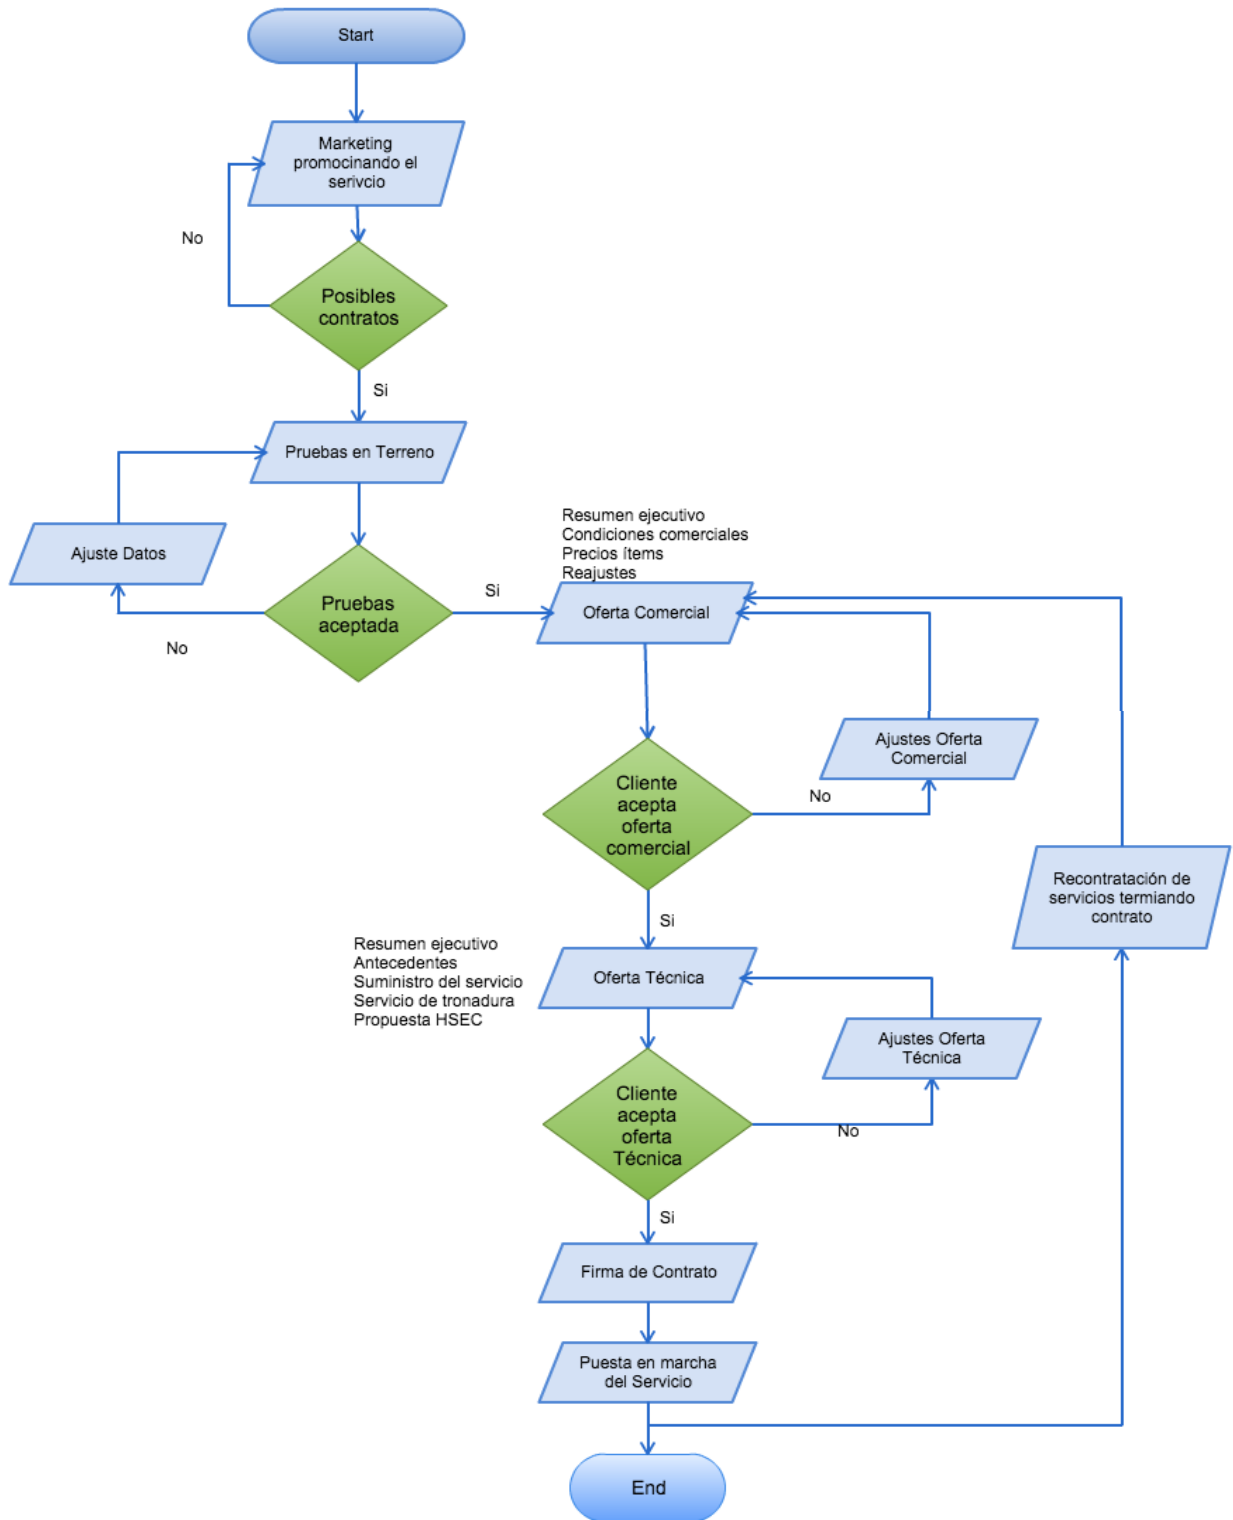 Start
Marketing
promocinando el
serivcio
No
Posibles
contratos
Si
Pruebas en Terreno
Ajuste Datos
Pruebas
aceptada
No
Si
Resumen ejecutivo
Condiciones comerciales
Precios ítems
Reajustes
Oferta Comercial
Ajustes Oferta
Comercial
Cliente
acepta
oferta
comercial
No
Recontratación de
servicios termiando
contrato
Si
Resumen ejecutivo
Antecedentes
Suministro del servicio
Servicio de tronadura
Propuesta HSEC
Oferta Técnica
Ajustes Oferta
Técnica
Cliente
acepta
oferta
Técnica
No
Si
Firma de Contrato
Puesta en marcha
del Servicio
End